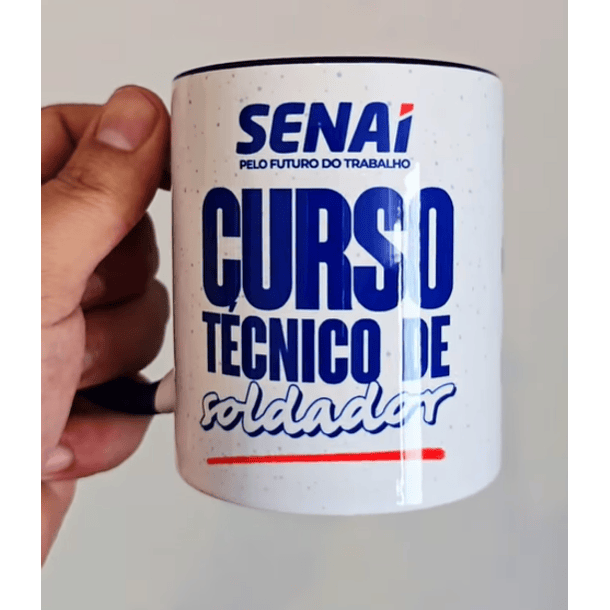 SENAI
PELO FUTURO DO TRABALHO
CURSO
TÉCNICO DE
soldador